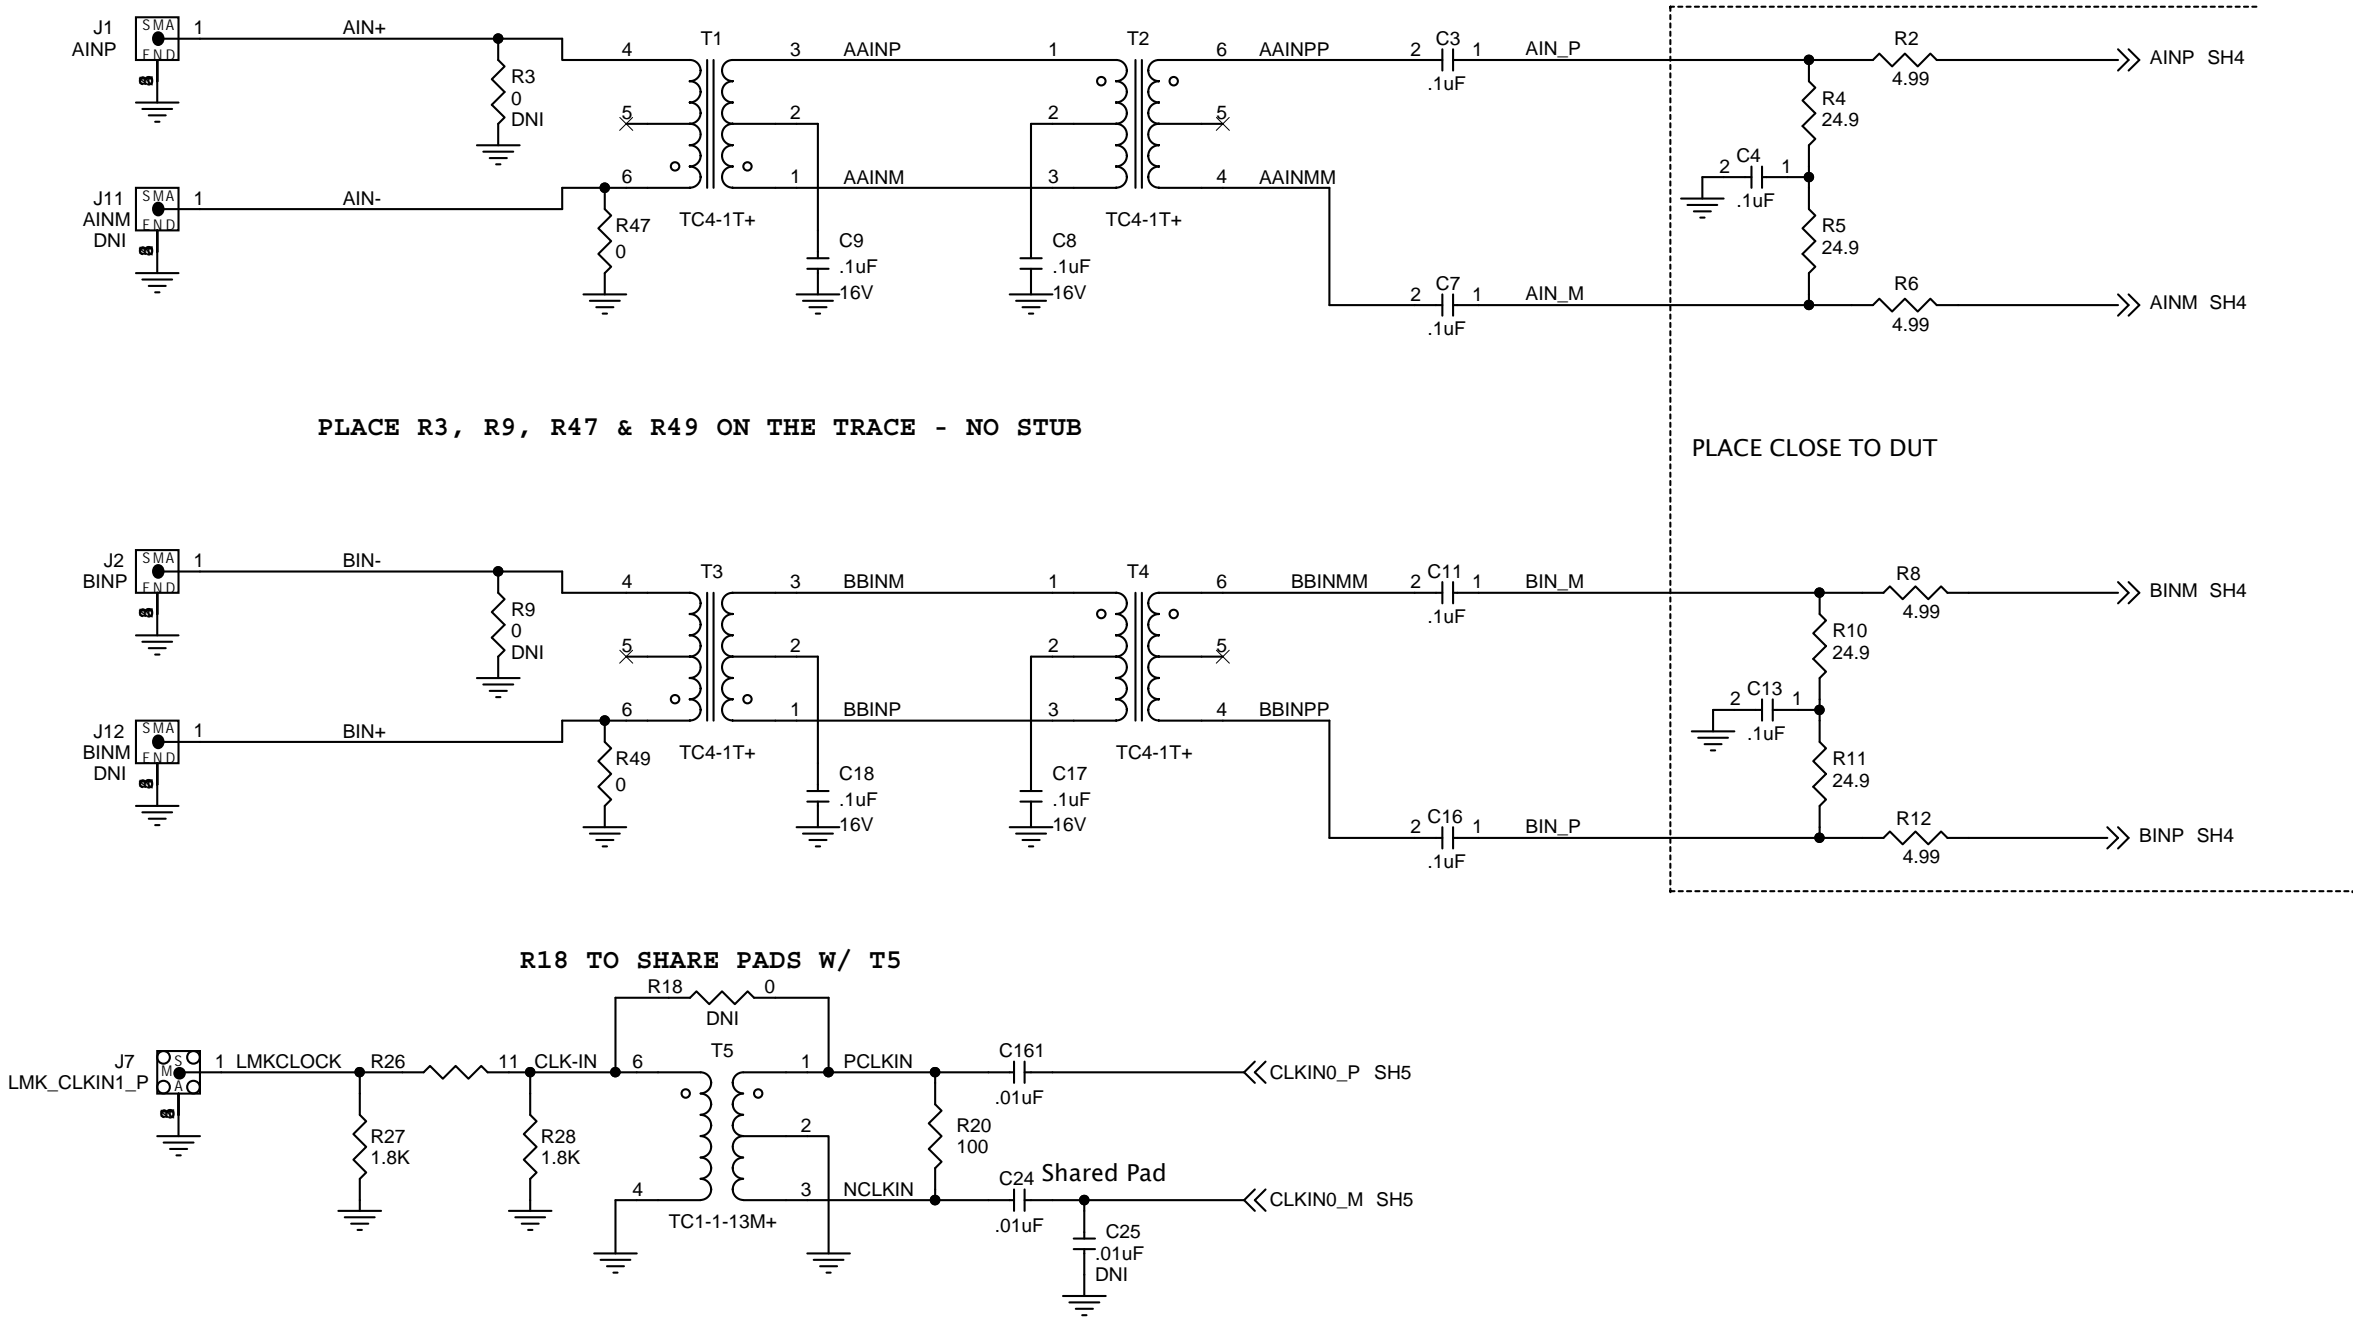 J1
AINP
SMA
END
1
AIN+
R3
0
DNI
4
5
6
T1
3
2
1
AAINP
AAINM
TC4-1T+
C9
.1uF
16V
1
2
3
T2
6
5
4
TC4-1T+
C8
.1uF
16V
AAINPP
AAINMM
2 C3 1
.1uF
AIN_P
R2
4.99
AINP SH4
R4
24.9
2 C4 1
.1uF
R5
24.9
J11
AINM
DNI
SMA
END
1
AIN-
R47
0
2 C7 1
.1uF
AIN_M
R6
4.99
AINM SH4
PLACE R3, R9, R47 & R49 ON THE TRACE - NO STUB
PLACE CLOSE TO DUT
J2
BINP
SMA
END
1
BIN-
R9
0
DNI
4
5
6
T3
3
2
1
BBINM
BBINP
TC4-1T+
C18
.1uF
16V
1
2
3
T4
6
5
4
TC4-1T+
C17
.1uF
16V
BBINMM
BBINPP
2 C11 1
.1uF
BIN_M
R8
4.99
BINM SH4
R10
24.9
2 C13 1
.1uF
R11
24.9
J12
BINM
DNI
SMA
END
1
BIN+
R49
0
2 C16 1
.1uF
BIN_P
R12
4.99
BINP SH4
R18 TO SHARE PADS W/ T5
R18 0
DNI
J7
LMK_CLKIN1_P
S
M
A
1 LMKCLOCK R26 11 CLK-IN
R27
1.8K
R28
1.8K
6
4
T5
1
2
3
TC1-1-13M+
PCLKIN
NCLKIN
R20
100
C161
.01uF
CLKIN0_P SH5
C24 Shared Pad
.01uF
CLKIN0_M SH5
C25
.01uF
DNI